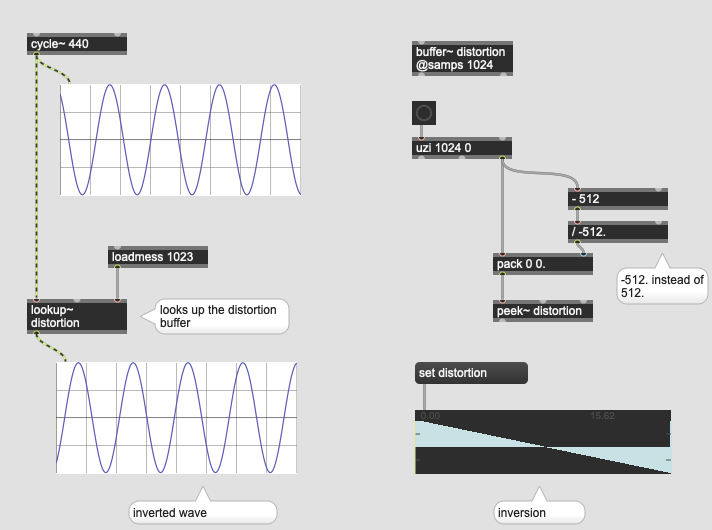 cycle~ 440
buffer~ distortion
@samps 1024
uzi 1024 0
- 512
/ -512.
-512. instead of
512.
pack 0 0.
peek~ distortion
loadmess 1023
lookup~
distortion
looks up the distortion
buffer
set distortion
0.00
15.62
inverted wave
inversion